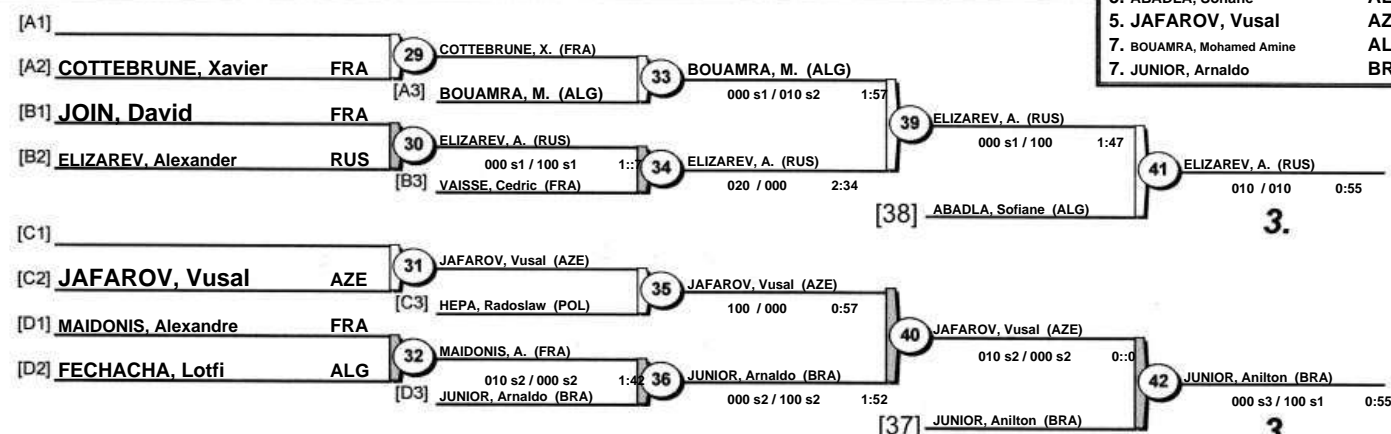 5. JAFAROV, Vusal AZ
7. BOUAMRA, Mohamed Amine AL
7. JUNIOR, Arnaldo BR
[A1]
[A2] COTTEBRUNE, Xavier FRA
29 COTTEBRUNE, X. (FRA)
[A3] BOUAMRA, M. (ALG)
33 BOUAMRA, M. (ALG)
000 s1 / 010 s2 1:57
[B1] JOIN, David FRA
[B2] ELIZAREV, Alexander RUS
30 ELIZAREV, A. (RUS)
000 s1 / 100 s1
[B3] VAISSE, Cedric (FRA)
34 ELIZAREV, A. (RUS)
020 / 000 2:34
39 ELIZAREV, A. (RUS)
000 s1 / 100 1:47
[38] ABADLA, Sofiane (ALG)
41 ELIZAREV, A. (RUS)
010 / 010 0:55
3.
[C1]
[C2] JAFAROV, Vusal AZE
31 JAFAROV, Vusal (AZE)
[C3] HEPA, Radoslaw (POL)
35 JAFAROV, Vusal (AZE)
100 / 000 0:57
[D1] MAIDONIS, Alexandre FRA
[D2] FECHACHA, Lotfi ALG
32 MAIDONIS, A. (FRA)
010 s2 / 000 s2 1:42
[D3] JUNIOR, Arnaldo (BRA)
36 JUNIOR, Arnaldo (BRA)
000 s2 / 100 s2 1:52
40 JAFAROV, Vusal (AZE)
010 s2 / 000 s2 0::0
[37] JUNIOR, Anilton (BRA)
42 JUNIOR, Anilton (BRA)
000 s3 / 100 s1 0:55
3